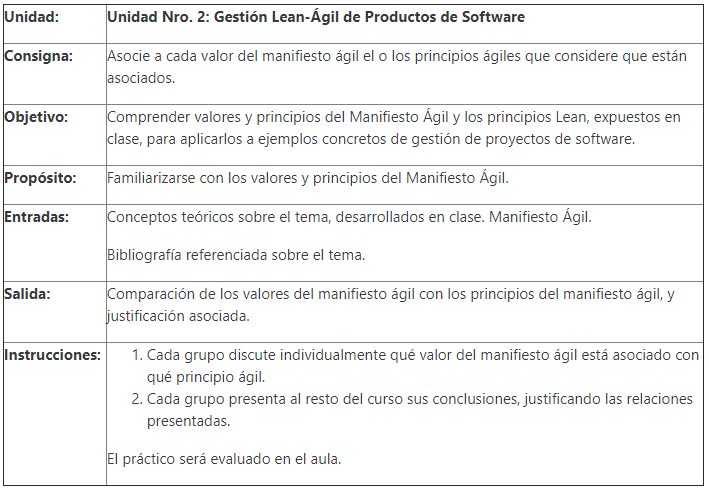 Unidad: Unidad Nro. 2: Gestión Lean-Ágil de Productos de Software
Consigna: Asocie a cada valor del manifiesto ágil el o los principios ágiles que considere que están
asociados.
Objetivo: Comprender valores y principios del Manifiesto Ágil y los principios Lean, expuestos en
clase, para aplicarlos a ejemplos concretos de gestión de proyectos de software.
Propósito: Familiarizarse con los valores y principios del Manifiesto Ágil.
Entradas: Conceptos teóricos sobre el tema, desarrollados en clase. Manifiesto Ágil.
Bibliografía referenciada sobre el tema.
Salida: Comparación de los valores del manifiesto ágil con los principios del manifiesto ágil, y
justificación asociada.
Instrucciones: 1. Cada grupo discute individualmente qué valor del manifiesto ágil está asociado con
qué principio ágil.
2. Cada grupo presenta al resto del curso sus conclusiones, justificando las relaciones
presentadas.
El práctico será evaluado en el aula.